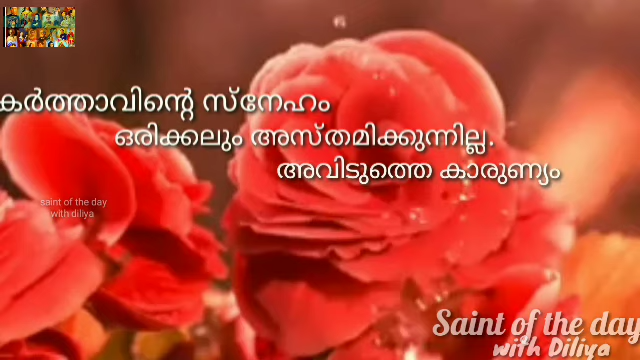 കർത്താവിന്റെ സ്നേഹം
ഒരിക്കലും അസ്തമിക്കുന്നില്ല.
അവിടുത്തെ കാരുണ്യം
saint of the day
with diliya
Saint of the day
with Diliya